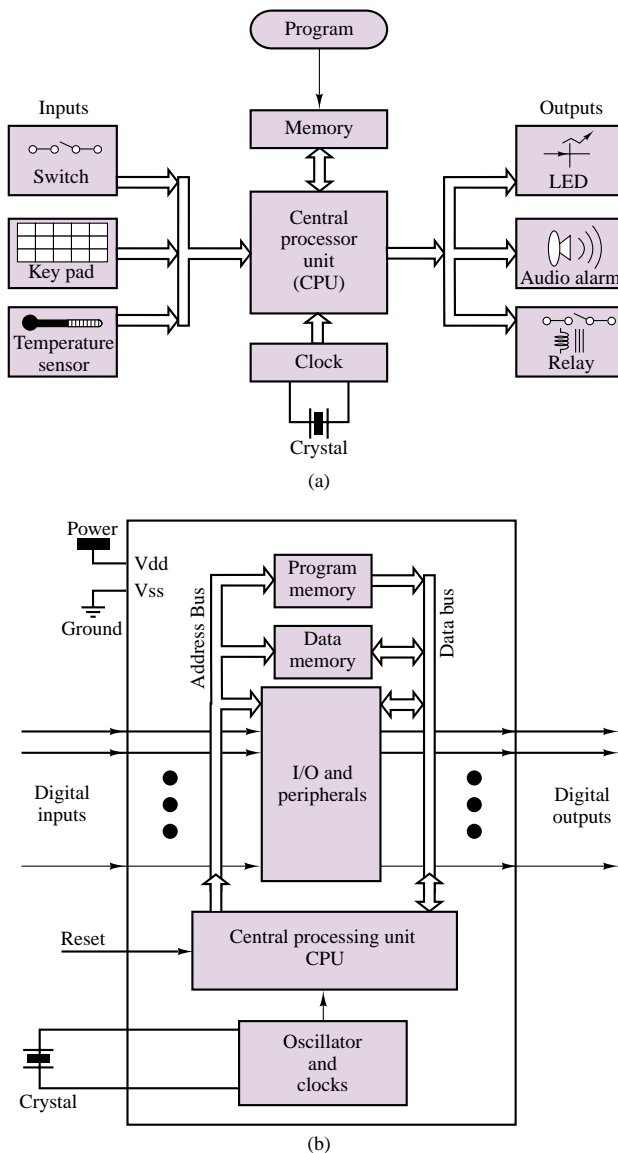 Program
Inputs
Outputs
Memory
Switch
LED
Central
processor
unit
(CPU)
Key pad
Audio alarm
Temperature
sensor
Clock
Relay
Crystal
(a)
Power
Vdd
Vss
Ground
Address Bus
Program
memory
Data
memory
Data bus
I/O and
peripherals
Digital
inputs
Digital
outputs
Reset
Central processing unit
CPU
Oscillator
and
clocks
Crystal
(b)